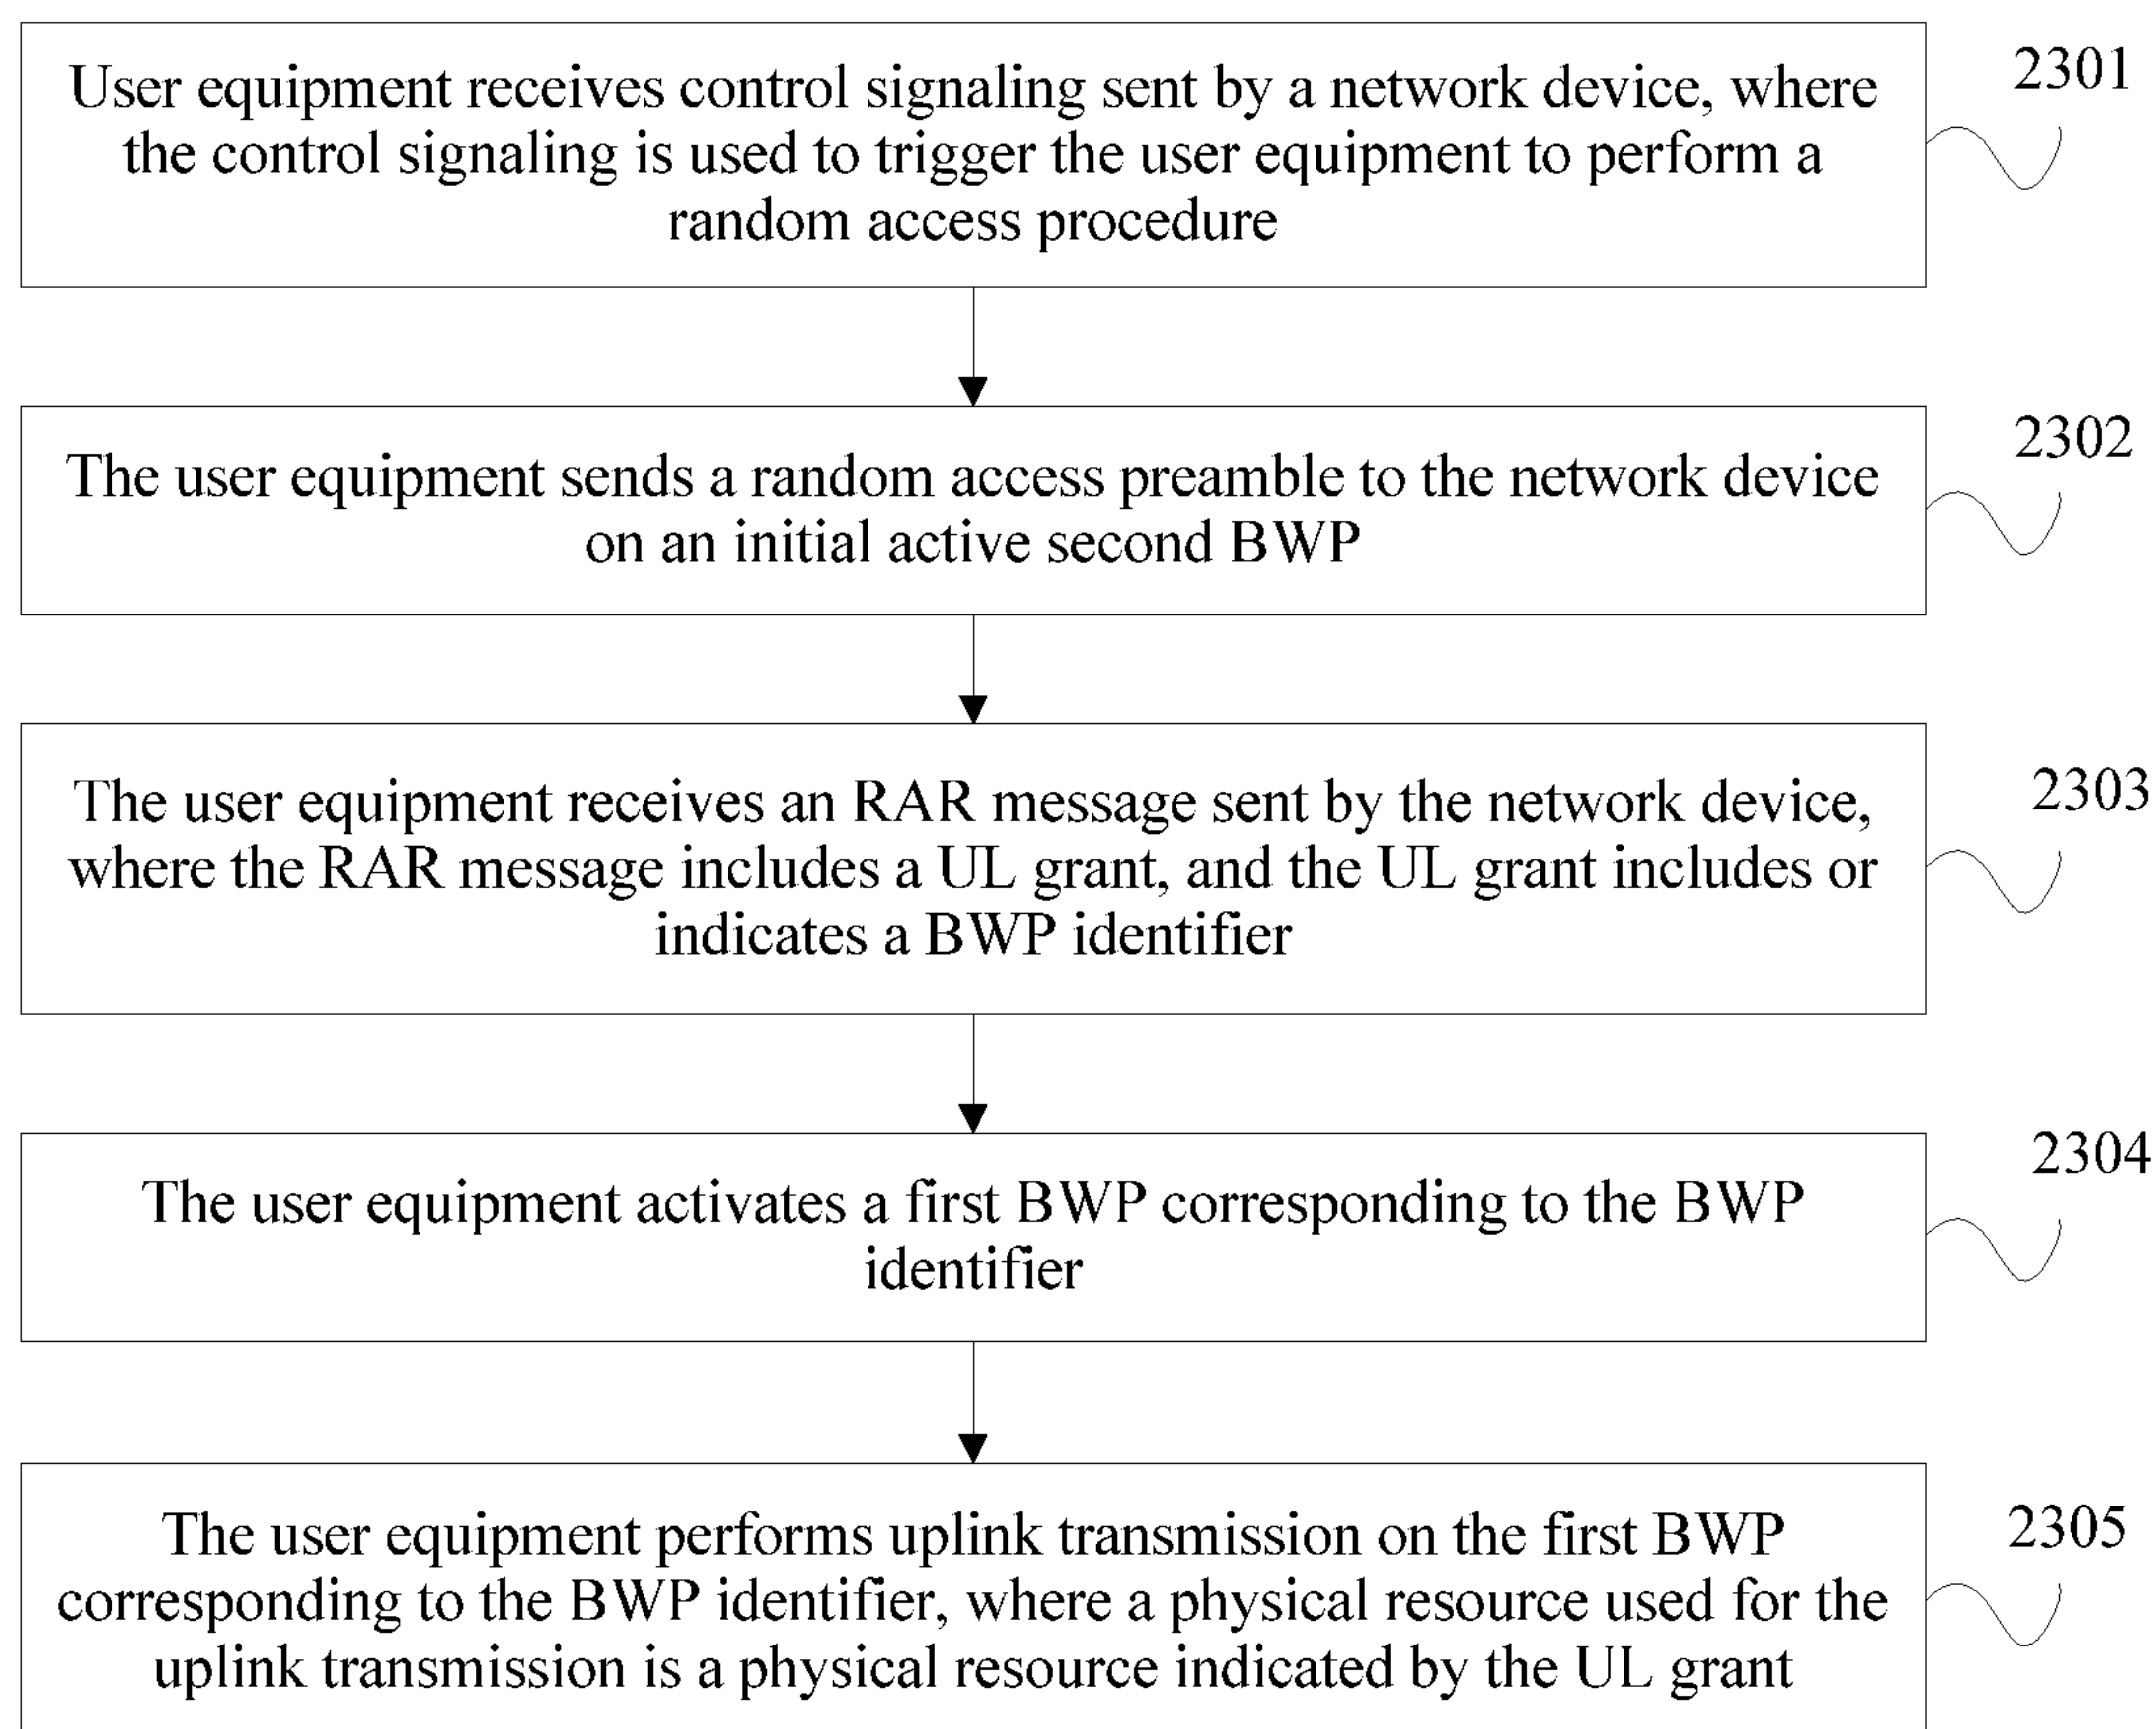 User equipment receives control signaling sent by a network device, where
the control signaling is used to trigger the user equipment to perform a
random access procedure
2301
The user equipment sends a random access preamble to the network device
on an initial active second BWP
2302
The user equipment receives an RAR message sent by the network device,
where the RAR message includes a UL grant, and the UL grant includes or
indicates a BWP identifier
2303
The user equipment activates a first BWP corresponding to the BWP
identifier
2304
The user equipment performs uplink transmission on the first BWP
corresponding to the BWP identifier, where a physical resource used for the
uplink transmission is a physical resource indicated by the UL grant
2305